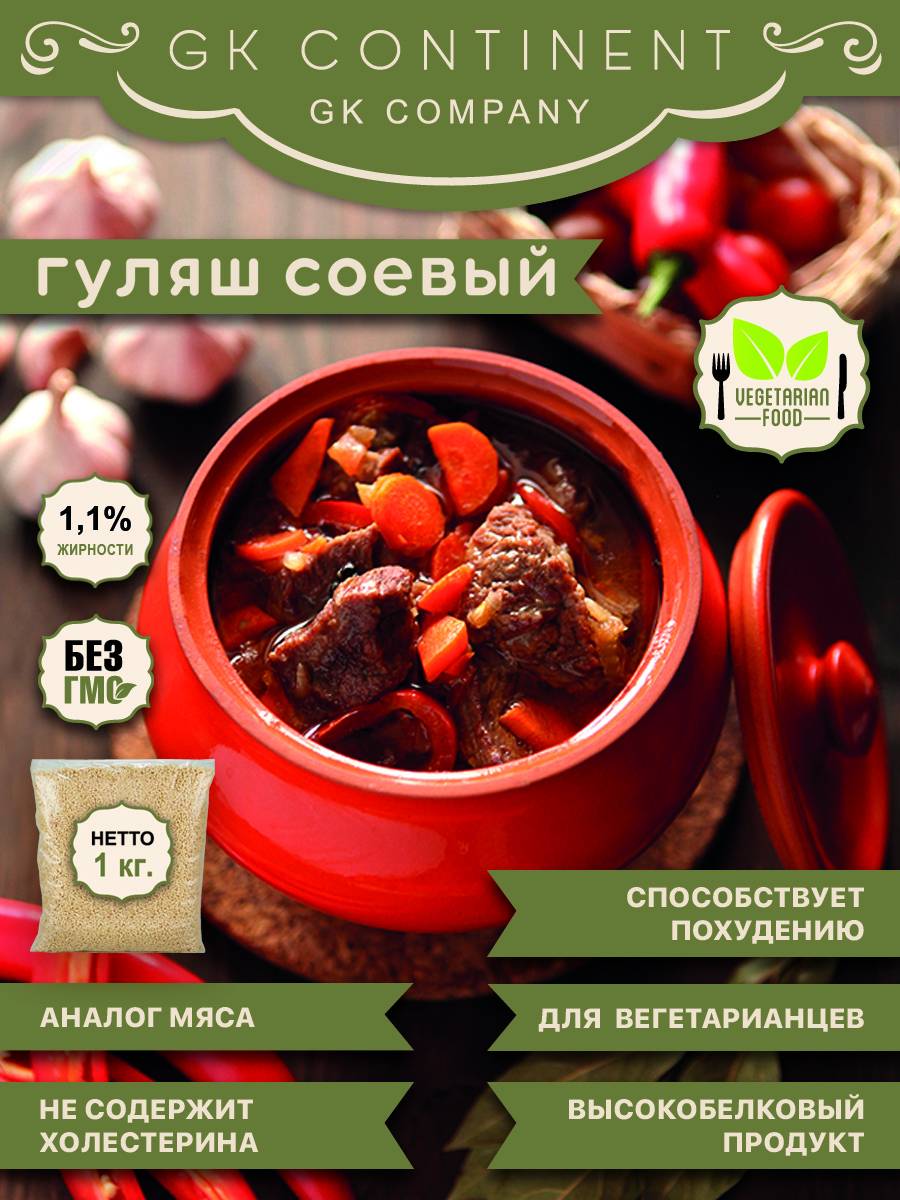 GK CONTINENT
GK COMPANY
ГУЛЯШ СОЕВЫЙ
VEGETARIAN
FOOD
1,1%
ЖИРНОСТИ
БЕЗ
ГМО
НЕТТО
1 кг.
СПОСОБСТВУЕТ
ПОХУДЕНИЮ
АНАЛОГ МЯСА
ДЛЯ ВЕГЕТАРИАНЦЕВ
НЕ СОДЕРЖИТ
ХОЛЕСТЕРИНА
ВЫСОКОБЕЛКОВЫЙ
ПРОДУКТ